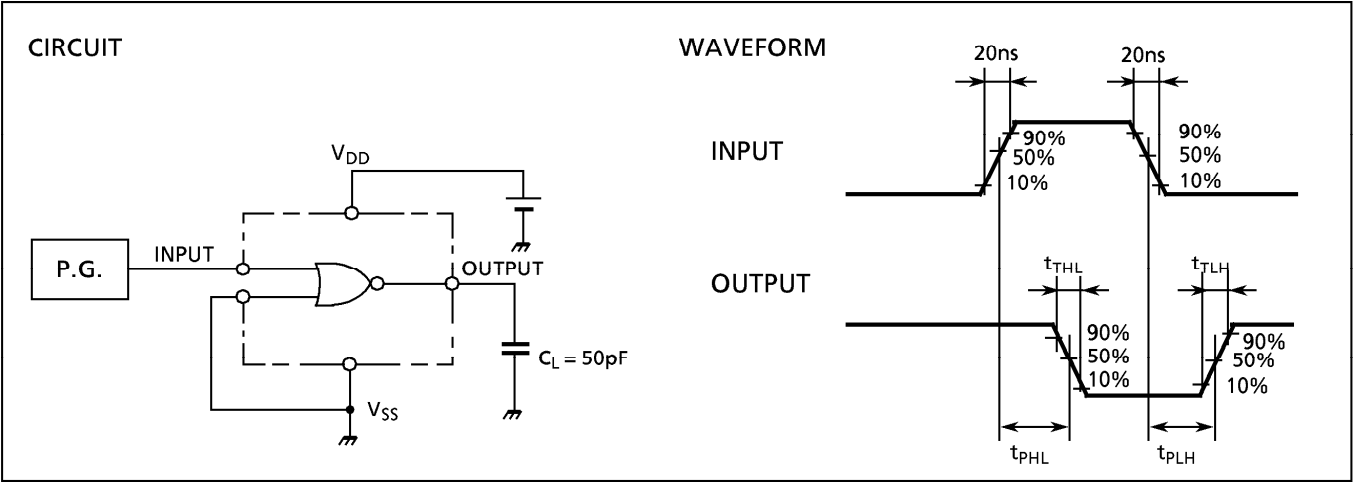 CIRCUIT
V_DD
P.G.
INPUT
OUTPUT
C_L = 50pF
V_SS
WAVEFORM
20ns 20ns
INPUT
90%
50%
10%
90%
50%
10%
OUTPUT
t_THL t_TLH
90%
50%
10%
90%
50%
10%
t_PHL t_PLH